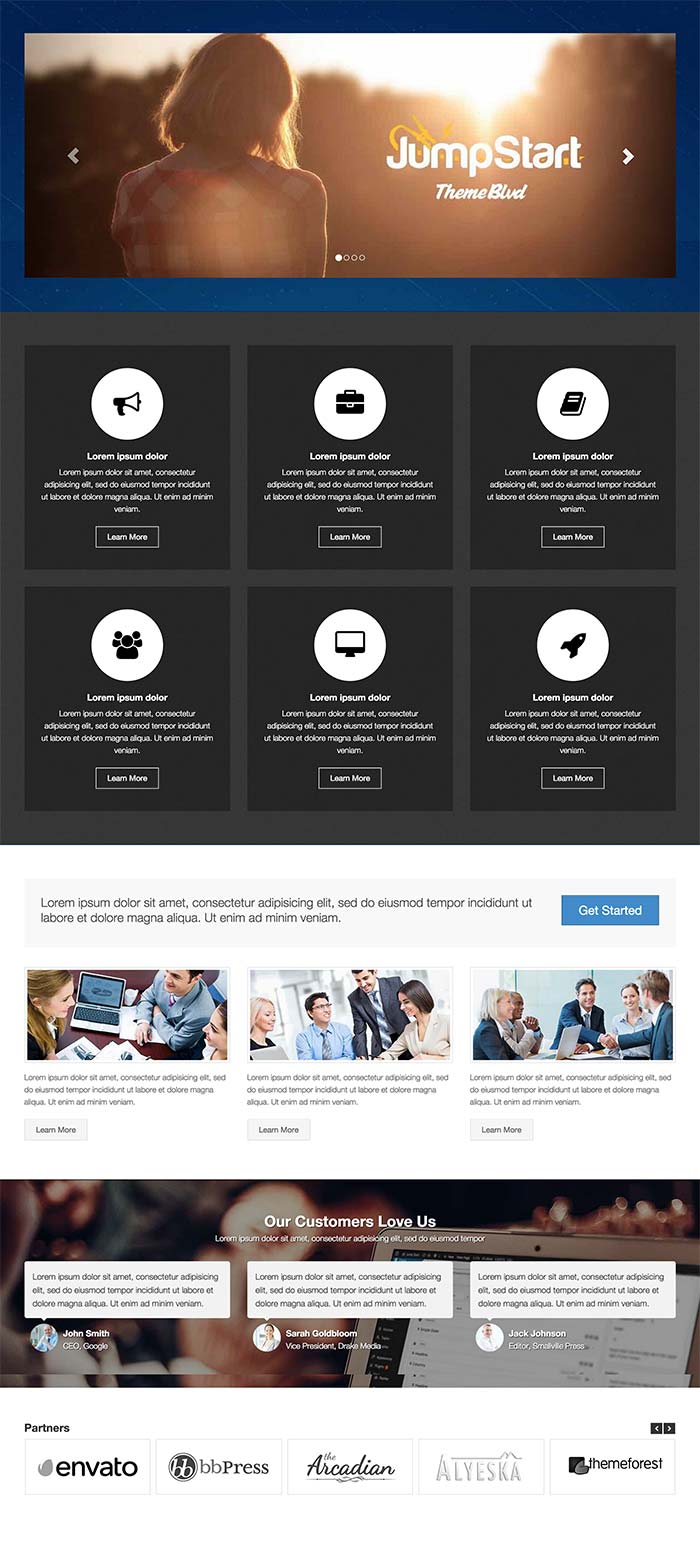 JumpStart
ThemeBlvd
Lorem ipsum dolor
Lorem ipsum dolor sit amet, consectetur
adipisicing elit, sed do eiusmod tempor incididunt
ut labore et dolore magna aliqua. Ut enim ad minim
veniam.
Learn More
Lorem ipsum dolor
Lorem ipsum dolor sit amet, consectetur
adipisicing elit, sed do eiusmod tempor incididunt
ut labore et dolore magna aliqua. Ut enim ad minim
veniam.
Learn More
Lorem ipsum dolor
Lorem ipsum dolor sit amet, consectetur
adipisicing elit, sed do eiusmod tempor incididunt
ut labore et dolore magna aliqua. Ut enim ad minim
veniam.
Learn More
Lorem ipsum dolor
Lorem ipsum dolor sit amet, consectetur
adipisicing elit, sed do eiusmod tempor incididunt
ut labore et dolore magna aliqua. Ut enim ad minim
veniam.
Learn More
Lorem ipsum dolor
Lorem ipsum dolor sit amet, consectetur
adipisicing elit, sed do eiusmod tempor incididunt
ut labore et dolore magna aliqua. Ut enim ad minim
veniam.
Learn More
Lorem ipsum dolor
Lorem ipsum dolor sit amet, consectetur
adipisicing elit, sed do eiusmod tempor incididunt
ut labore et dolore magna aliqua. Ut enim ad minim
veniam.
Learn More
Lorem ipsum dolor sit amet, consectetur adipisicing elit, sed do eiusmod tempor incididunt ut
labore et dolore magna aliqua. Ut enim ad minim veniam.
Get Started
Lorem ipsum dolor sit amet, consectetur adipisicing elit, sed
do eiusmod tempor incididunt ut labore et dolore magna
aliqua. Ut enim ad minim veniam.
Learn More
Lorem ipsum dolor sit amet, consectetur adipisicing elit, sed
do eiusmod tempor incididunt ut labore et dolore magna
aliqua. Ut enim ad minim veniam.
Learn More
Lorem ipsum dolor sit amet, consectetur adipisicing elit, sed
do eiusmod tempor incididunt ut labore et dolore magna
aliqua. Ut enim ad minim veniam.
Learn More
Our Customers Love Us
Lorem ipsum dolor sit amet, consectetur adipisicing elit, sed do eiusmod tempor
Lorem ipsum dolor sit amet, consectetur adipisicing
elit, sed do eiusmod tempor incididunt ut labore et
dolore magna aliqua. Ut enim ad minim veniam.
John Smith
CEO, Google
Lorem ipsum dolor sit amet, consectetur adipisicing
elit, sed do eiusmod tempor incididunt ut labore et
dolore magna aliqua. Ut enim ad minim veniam.
Sarah Goldbloom
Vice President, Drake Media
Lorem ipsum dolor sit amet, consectetur adipisicing
elit, sed do eiusmod tempor incididunt ut labore et
dolore magna aliqua. Ut enim ad minim veniam.
Jack Johnson
Editor, Smallville Press
Partners
envato
bb bbPress
the
Arcadian
ALYESKA
themeforest